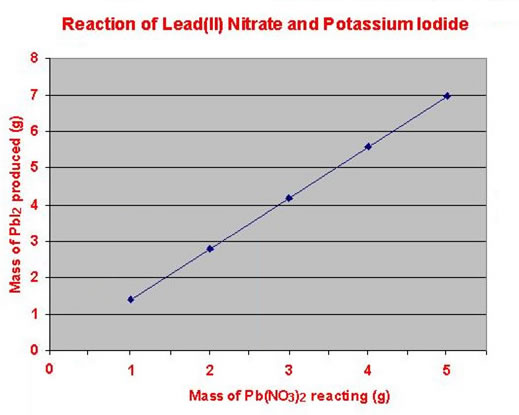 Reaction of Lead(II) Nitrate and Potassium Iodide
Mass of PbI2 produced (g)
8
7
6
5
4
3
2
1
0
0 1 2 3 4 5
Mass of Pb(NO3)2 reacting (g)